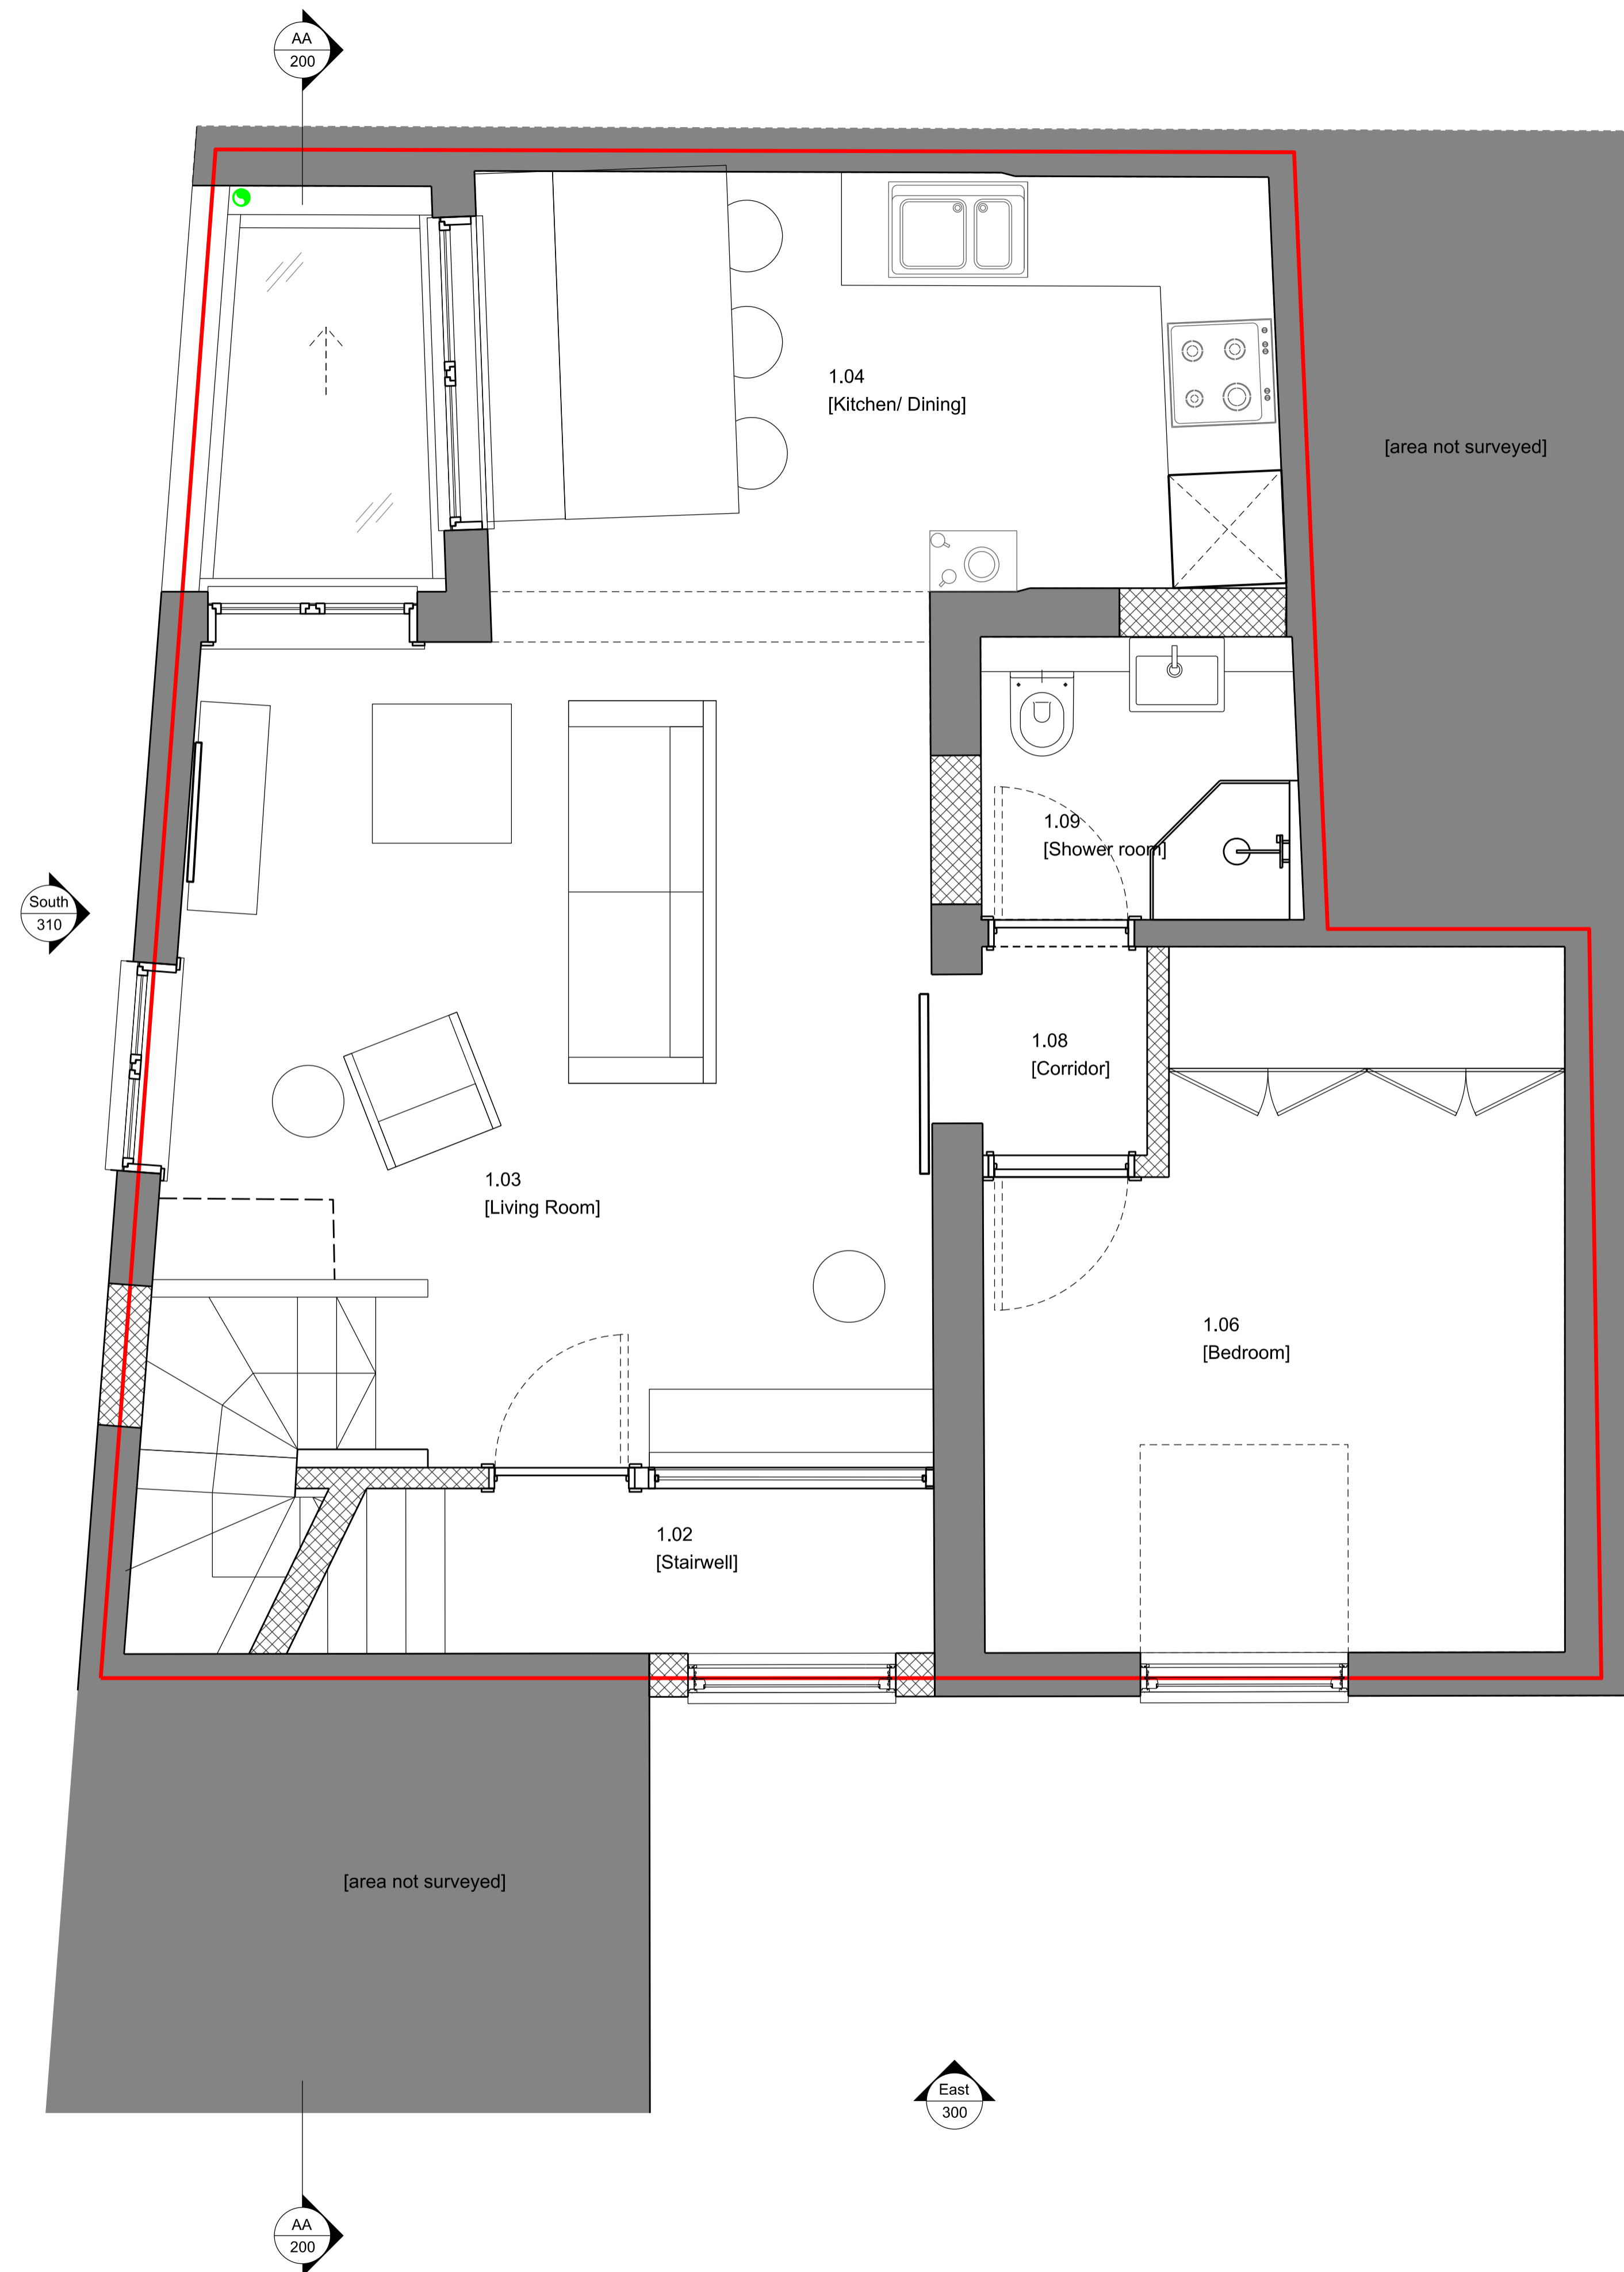 AA
200
1.04
[Kitchen/ Dining]
[area not surveyed]
1.09
[Shower room]
South
310
1.08
[Corridor]
1.03
[Living Room]
1.06
[Bedroom]
1.02
[Stairwell]
[area not surveyed]
East
300
AA
200